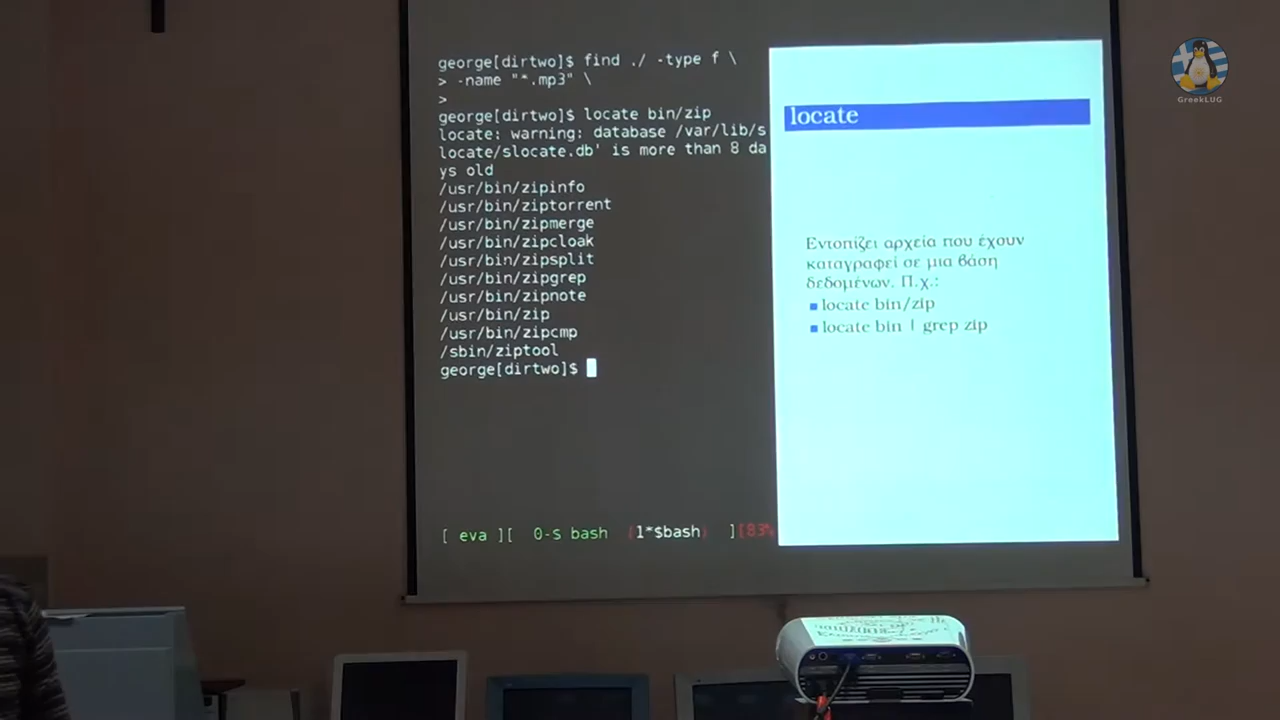 george[dirtwo]$ find ./ -type f \
> -name "*.mp3" \
>
george[dirtwo]$ locate bin/zip
locate: warning: database /var/lib/s
locate/slocate.db' is more than 8 da
ys old
/usr/bin/zipinfo
/usr/bin/ziptorrent
/usr/bin/zipmerge
/usr/bin/zipcloak
/usr/bin/zipsplit
/usr/bin/zipgrep
/usr/bin/zipnote
/usr/bin/zip
/usr/bin/zipcmp
/sbin/ziptool
george[dirtwo]$
[ eva ][ 0-$ bash (1*$bash) ][83%
locate
Εντοπίζει αρχεία που έχουν
καταγραφεί σε μια βάση
δεδομένων. Π.χ.:
locate bin/zip
locate bin | grep zip
GreekLUG